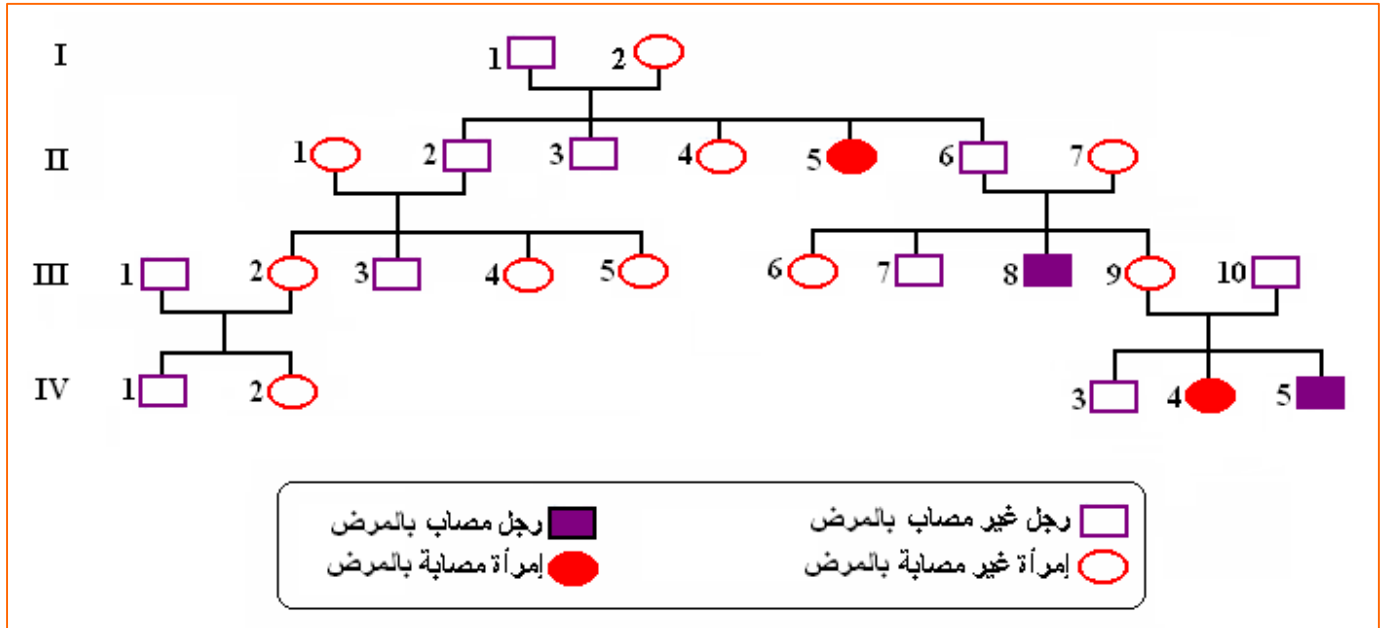 I
1 2
II
1 2 3 4 5 6 7
III
1 2 3 4 5 6 7 8 9 10
IV
1 2 3 4 5
رجل غير مصاب بالمرض
رجل مصاب بالمرض
إمرأة غير مصابة بالمرض
إمرأة مصابة بالمرض